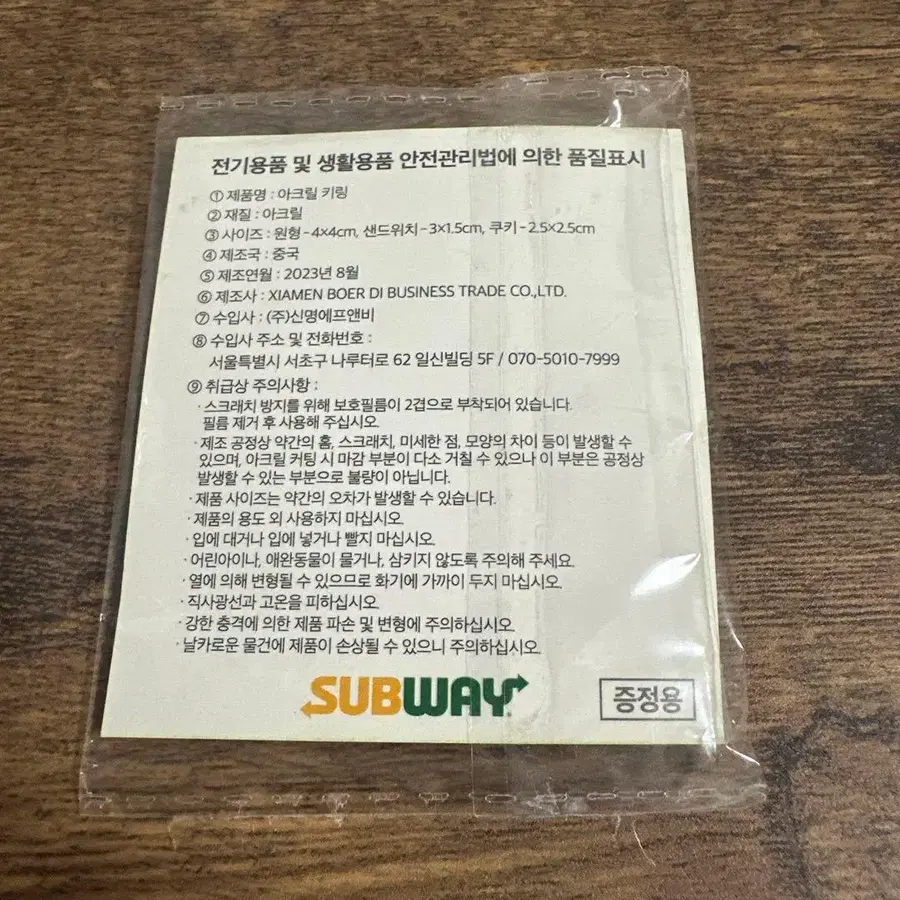 전기용품 및 생활용품 안전관리법에 의한 품질표시
① 제품명 : 아크릴 키링
② 재질 : 아크릴
③ 사이즈 : 원형-4×4cm, 샌드위치-3×1.5cm, 쿠키-2.5×2.5cm
④ 제조국 : 중국
⑤ 제조연월 : 2023년 8월
⑥ 제조사 : XIAMEN BOER DI BUSINESS TRADE CO.,LTD.
⑦ 수입사 : (주)신명에프앤비
⑧ 수입사 주소 및 전화번호 :
서울특별시 서초구 나루터로 62 일신빌딩 5F / 070-5010-7999
⑨ 취급상 주의사항 :
· 스크래치 방지를 위해 보호필름이 2겹으로 부착되어 있습니다.
필름 제거 후 사용해 주십시오.
· 제조 공정상 약간의 홈, 스크래치, 미세한 점, 모양의 차이 등이 발생할 수
있으며, 아크릴 커팅 시 마감 부분이 다소 거칠 수 있으나 이 부분은 공정상
발생할 수 있는 부분으로 불량이 아닙니다.
· 제품 사이즈는 약간의 오차가 발생할 수 있습니다.
· 제품의 용도 외 사용하지 마십시오.
· 입에 대거나 입에 넣거나 빨지 마십시오.
· 어린아이나, 애완동물이 물거나, 삼키지 않도록 주의해 주세요.
· 열에 의해 변형될 수 있으므로 화기에 가까이 두지 마십시오.
· 직사광선과 고온을 피하십시오.
· 강한 충격에 의한 제품 파손 및 변형에 주의하십시오.
· 날카로운 물건에 제품이 손상될 수 있으니 주의하십시오.
SUBWAY
증정용